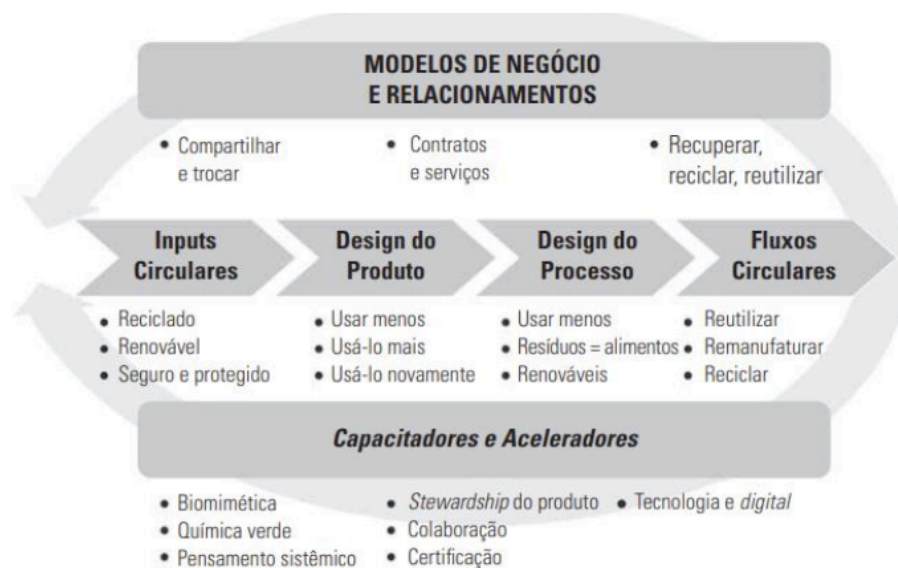 MODELOS DE NEGÓCIO
E RELACIONAMENTOS
• Compartilhar
e trocar
• Contratos
e serviços
• Recuperar,
reciclar, reutilizar
Inputs
Circulares
Design do
Produto
Design do
Processo
Fluxos
Circulares
• Reciclado
• Renovável
• Seguro e protegido
• Usar menos
• Usá-lo mais
• Usá-lo novamente
• Usar menos
• Resíduos = alimentos
• Renováveis
• Reutilizar
• Remanufaturar
• Reciclar
Capacitadores e Aceleradores
• Biomimética
• Química verde
• Pensamento sistêmico
• Stewardship do produto
• Colaboração
• Certificação
• Tecnologia e digital